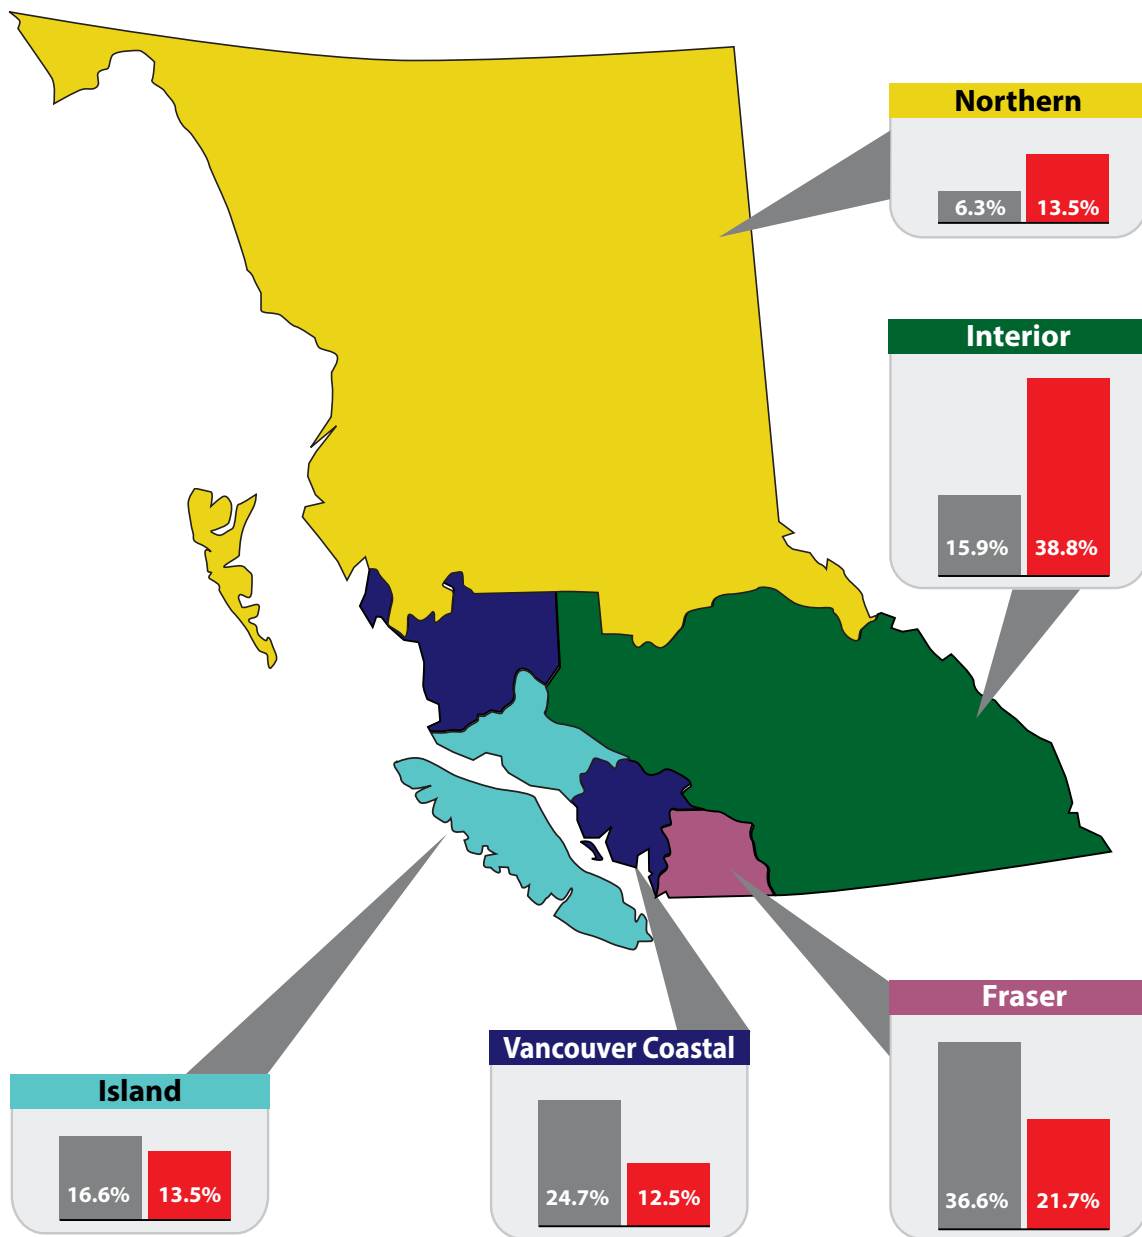 Northern
6.3% 13.5%
Interior
15.9% 38.8%
Fraser
36.6% 21.7%
Vancouver Coastal
24.7% 12.5%
Island
16.6% 13.5%